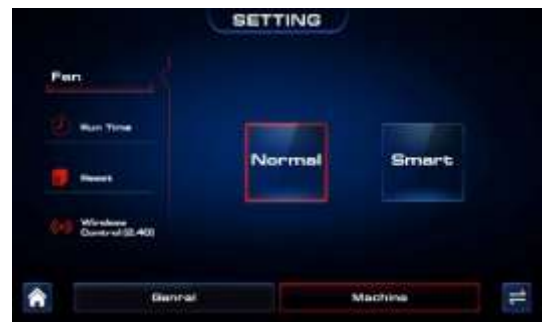 SETTING
Fan
Run Time
Reset
Wireless
Control(2.4G)
Normal
Smart
Genral
Machine